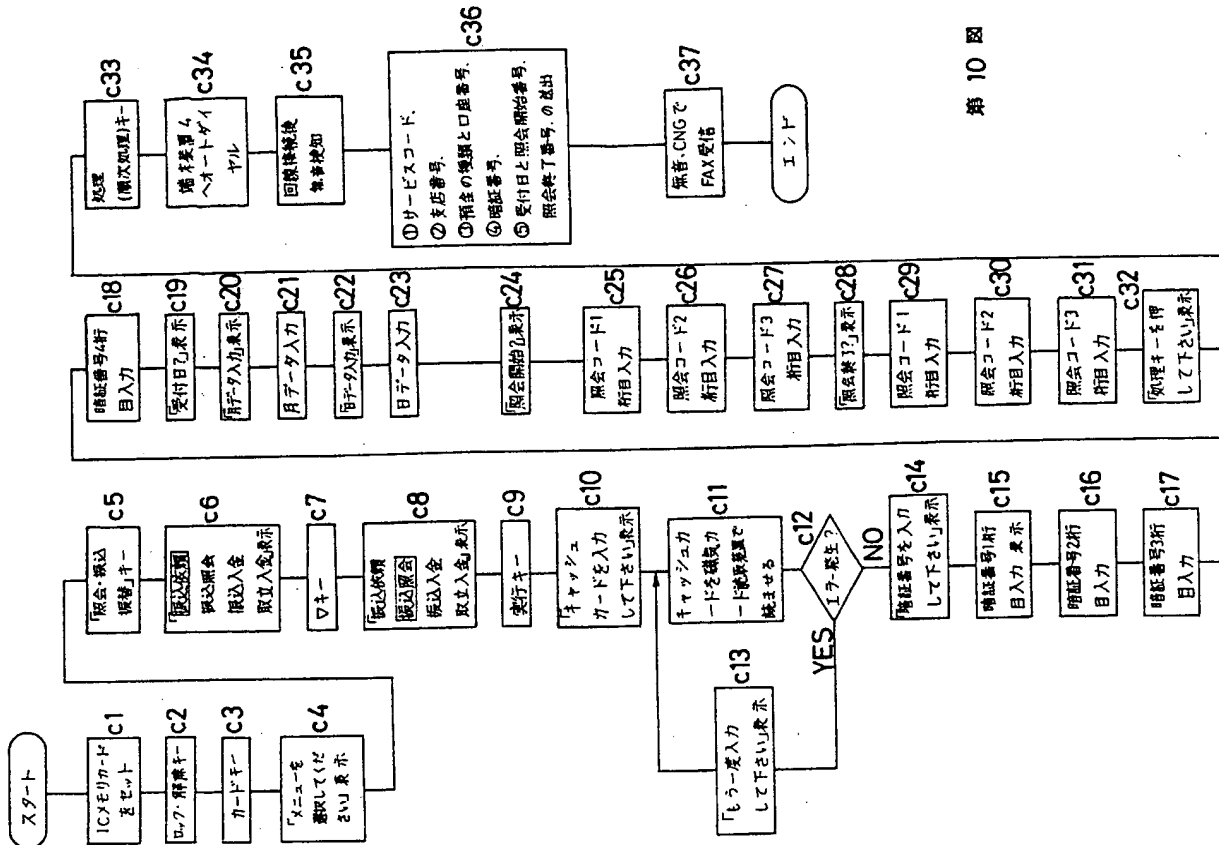 スタート
ICメモリカード
をセット
c1
ロック・解除キー
c2
カードキー
c3
「メニューを
選択してくだ
さい」表示
c4
「照会・振込
振替」キー
c5
「振込依頼
振込照会
振込入金
取立入金」表示
c6
▽キー
c7
「振込依頼
振込照会
振込入金
取立入金」表示
c8
実行キー
c9
「キャッシュ
カードを入力
して下さい」表示
c10
キャッシュカ
ードを磁気カ
ード読取装置で
読ませる
c11
エラー発生?
c12
YES
NO
「もう一度入力
して下さい」表示
c13
「暗証番号を入力
して下さい」表示
c14
暗証番号1桁
目入力 表示
c15
暗証番号2桁
目入力
c16
暗証番号3桁
目入力
c17
暗証番号4桁
目入力
c18
「受付日?」表示
c19
「月データ入力」表示
c20
月データ入力
c21
「日データ入力」表示
c22
日データ入力
c23
「照会開始?」表示
c24
照会コード1
桁目入力
c25
照会コード2
桁目入力
c26
照会コード3
桁目入力
c27
「照会終了?」表示
c28
照会コード1
桁目入力
c29
照会コード2
桁目入力
c30
照会コード3
桁目入力
c31
「処理キーを押
して下さい」表示
c32
処理
(順次処理)キー
c33
端末装置4
へオートダイ
ヤル
c34
回線接続後
無音検知
c35
①サービスコード、
②支店番号、
③預金の種類と口座番号、
④暗証番号、
⑤受付日と照会開始番号、
照会終了番号、の送出
c36
無音、CNGで
FAX受信
c37
エンド
第10図